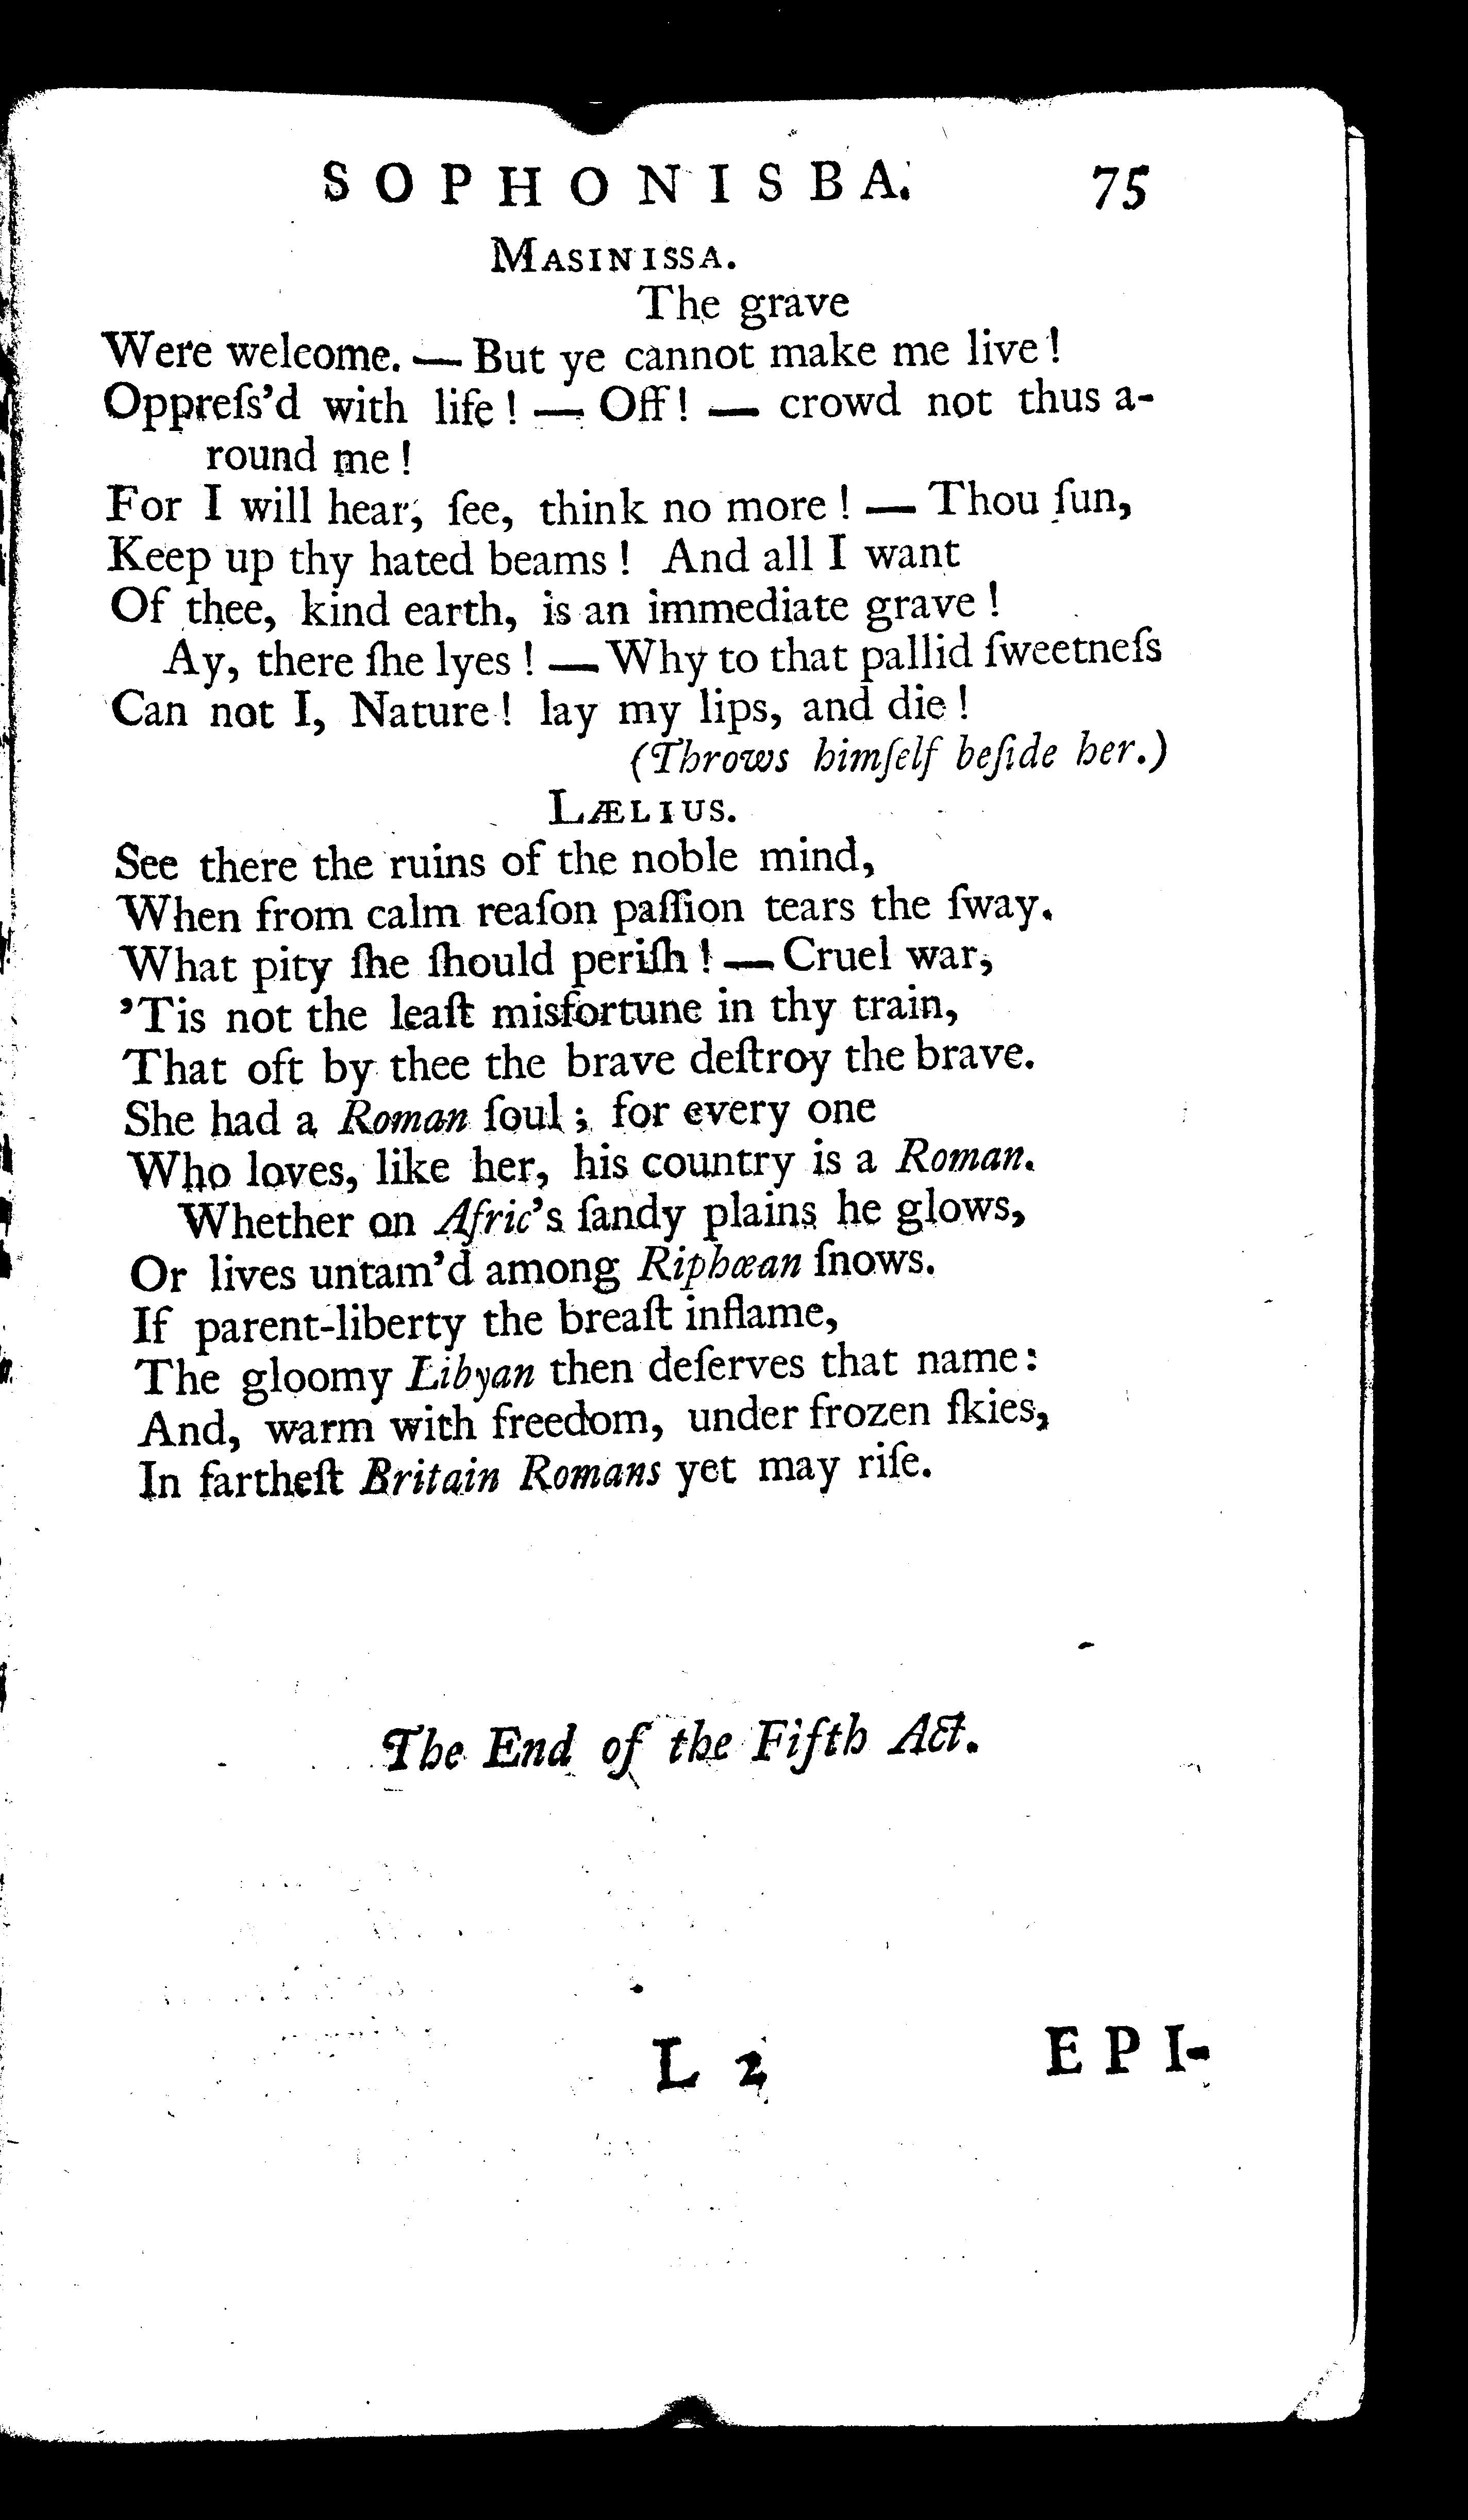 SOPHONISBA. 75
MASINISSA.
The grave
Were welcome. — But ye cannot make me live!
Oppreſs'd with life! — Off! — crowd not thus a-
round me!
For I will hear, ſee, think no more! — Thou ſun,
Keep up thy hated beams! And all I want
Of thee, kind earth, is an immediate grave!
Ay, there ſhe lyes! — Why to that pallid ſweetneſs
Can not I, Nature! lay my lips, and die!
(Throws himſelf beſide her.)
LÆLIUS.
See there the ruins of the noble mind,
When from calm reaſon paſſion tears the ſway.
What pity ſhe ſhould periſh! — Cruel war,
'Tis not the leaſt misfortune in thy train,
That oft by thee the brave deſtroy the brave.
She had a Roman ſoul; for every one
Who loves, like her, his country is a Roman.
Whether on Afric's ſandy plains he glows,
Or lives untam'd among Riphœan ſnows.
If parent-liberty the breaſt inflame,
The gloomy Libyan then deſerves that name:
And, warm with freedom, under frozen ſkies,
In fartheſt Britain Romans yet may riſe.
The End of the Fifth Act.
L 2 EPI-